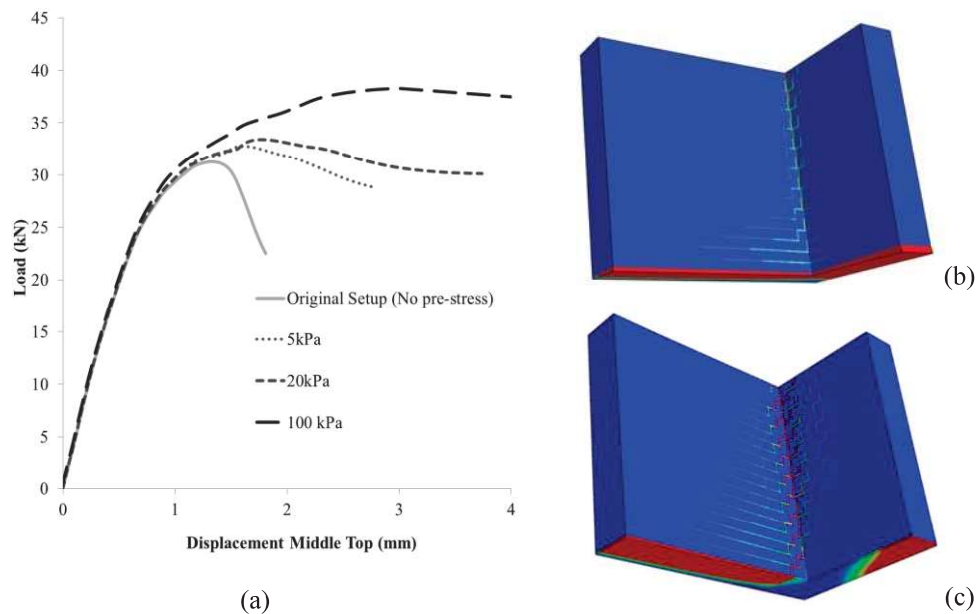 45
40
35
30
25
20
15
10
5
0
Load (kN)
0 1 2 3 4
Displacement Middle Top (mm)
Original Setup (No pre-stress)
5kPa
20kPa
100 kPa
(a)
(b)
(c)